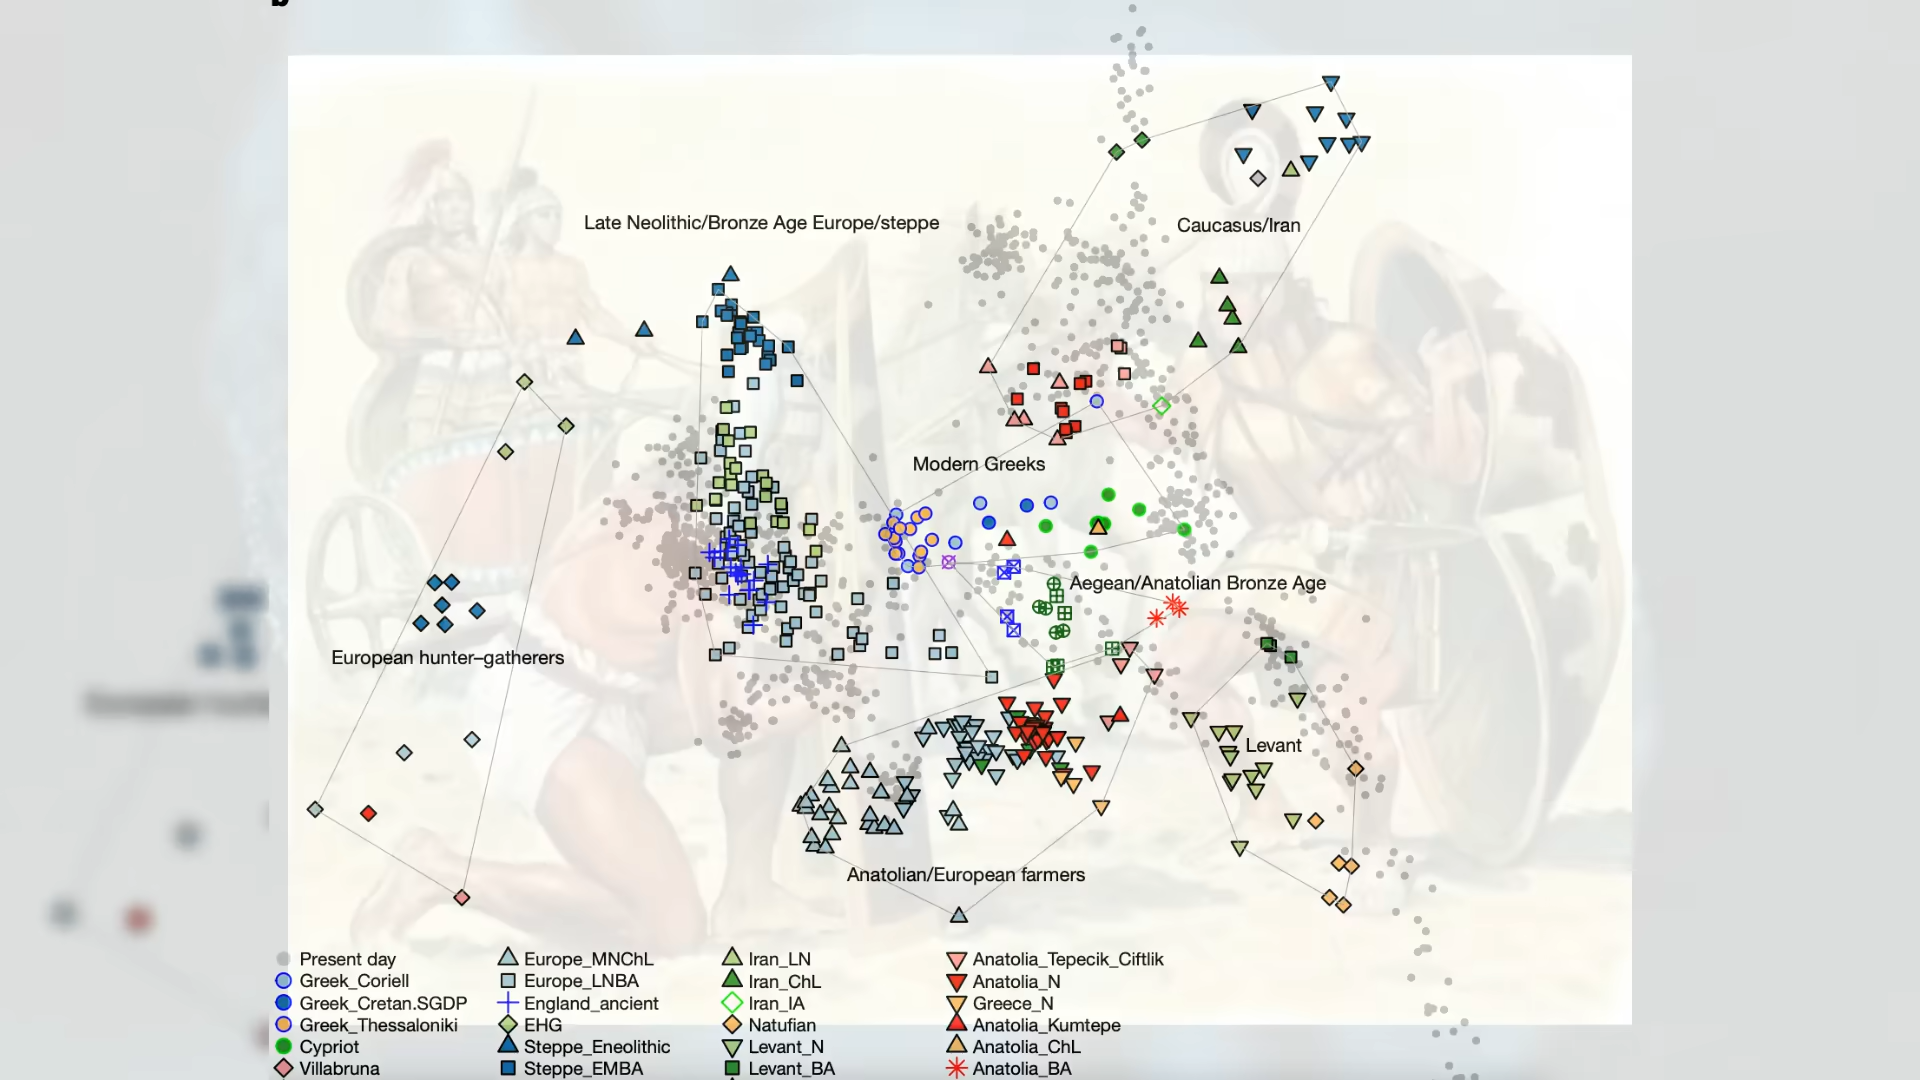 b
Late Neolithic/Bronze Age Europe/steppe
Caucasus/Iran
Modern Greeks
Aegean/Anatolian Bronze Age
European hunter–gatherers
Levant
Anatolian/European farmers
Present day
Greek_Coriell
Greek_Cretan.SGDP
Greek_Thessaloniki
Cypriot
Villabruna
Europe_MNChL
Europe_LNBA
England_ancient
EHG
Steppe_Eneolithic
Steppe_EMBA
Iran_LN
Iran_ChL
Iran_IA
Natufian
Levant_N
Levant_BA
Anatolia_Tepecik_Ciftlik
Anatolia_N
Greece_N
Anatolia_Kumtepe
Anatolia_ChL
Anatolia_BA